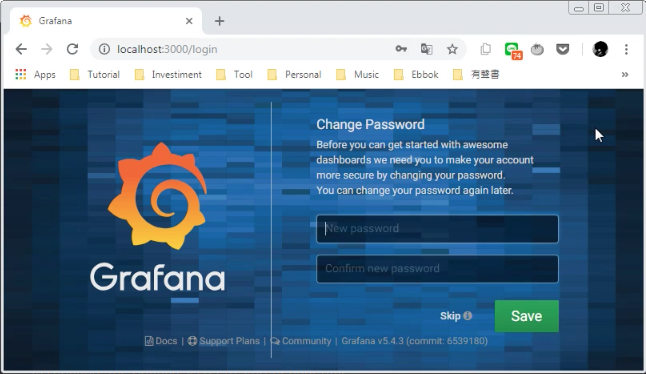 Grafana
localhost:3000/login
74
Apps Tutorial Investiment Tool Personal Music Ebbok 有聲書 »
Change Password
Before you can get started with awesome
dashboards we need you to make your account
more secure by changing your password.
You can change your password again later.
New password
Confirm new password
Skip
Save
Grafana
Docs | Support Plans | Community | Grafana v5.4.3 (commit: 6539180)